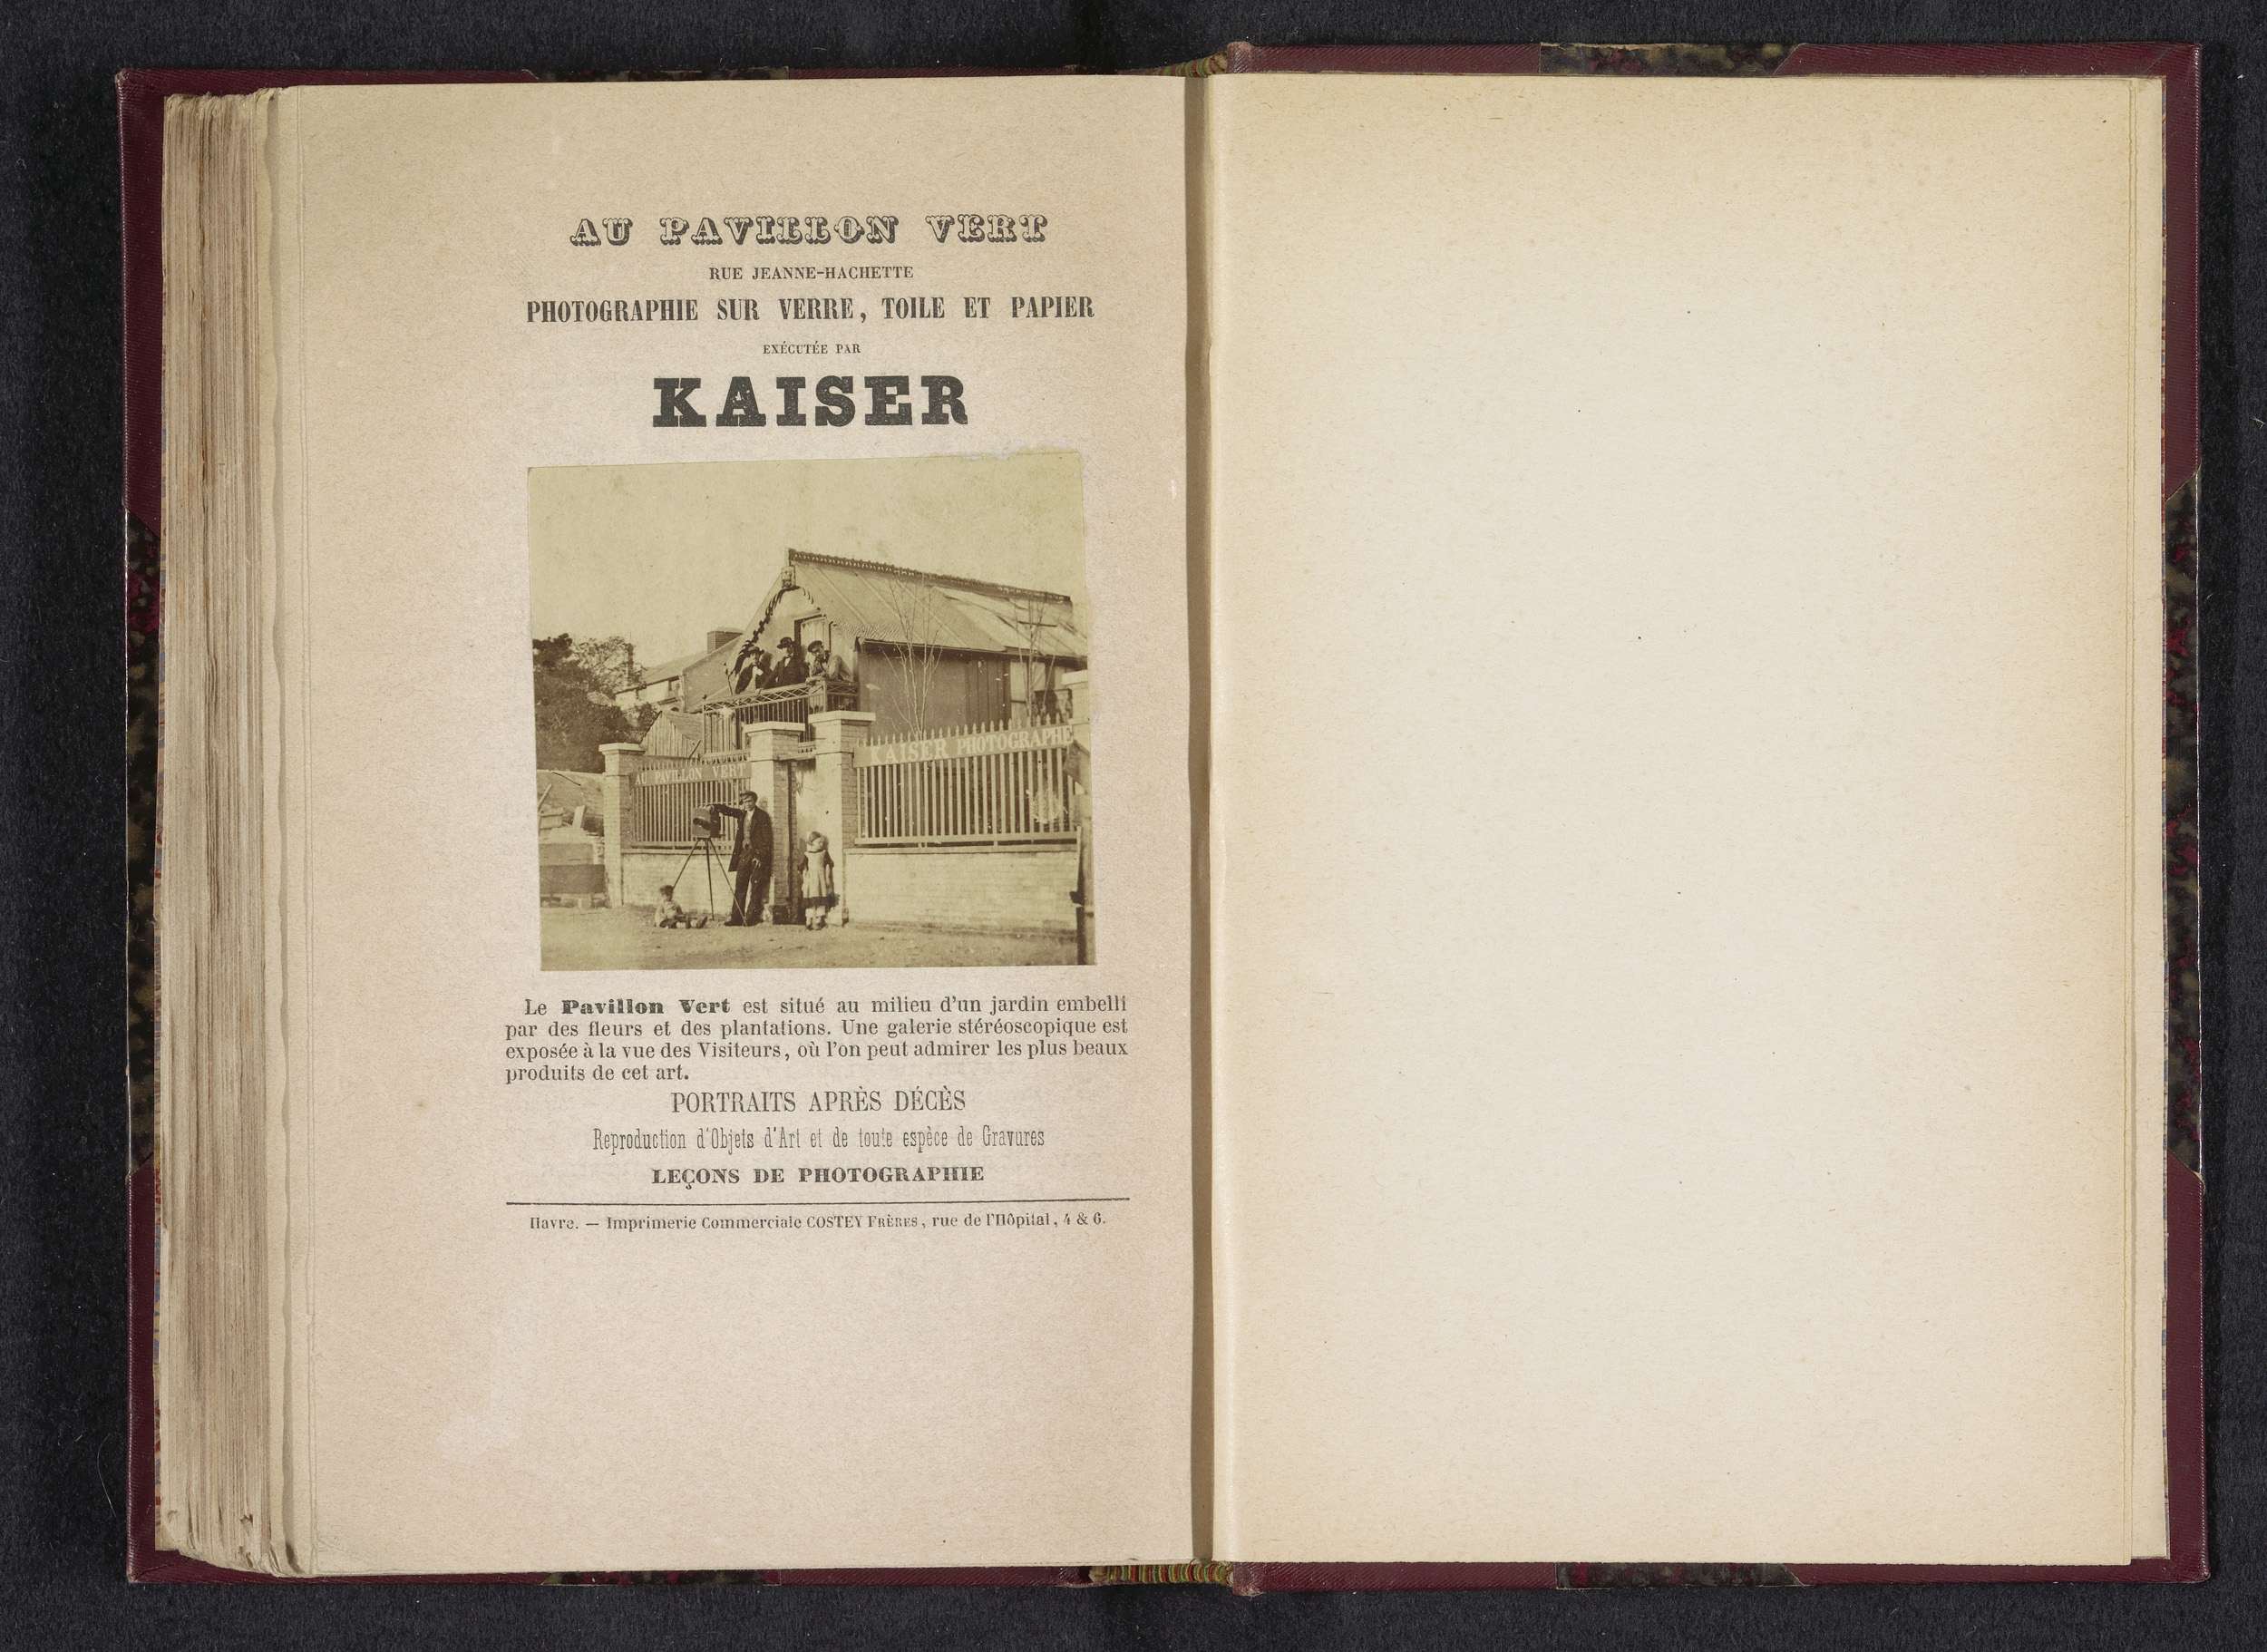 AU PAVILLON VERT
RUE JEANNE-HACHETTE
PHOTOGRAPHIE SUR VERRE, TOILE ET PAPIER
EXÉCUTÉE PAR
KAISER
KAISER PHOTOGRAPHE
AU PAVILLON VERT
Le Pavillon Vert est situé au milieu d'un jardin embelli
par des fleurs et des plantations. Une galerie stéréoscopique est
exposée à la vue des Visiteurs, où l'on peut admirer les plus beaux
produits de cet art.
PORTRAITS APRÈS DÉCÈS
Reproduction d'Objets d'Art et de toute espèce de Gravures
LEÇONS DE PHOTOGRAPHIE
Havre. — Imprimerie Commerciale COSTEY FRÈRES, rue de l'Hôpital, 4 & 6.